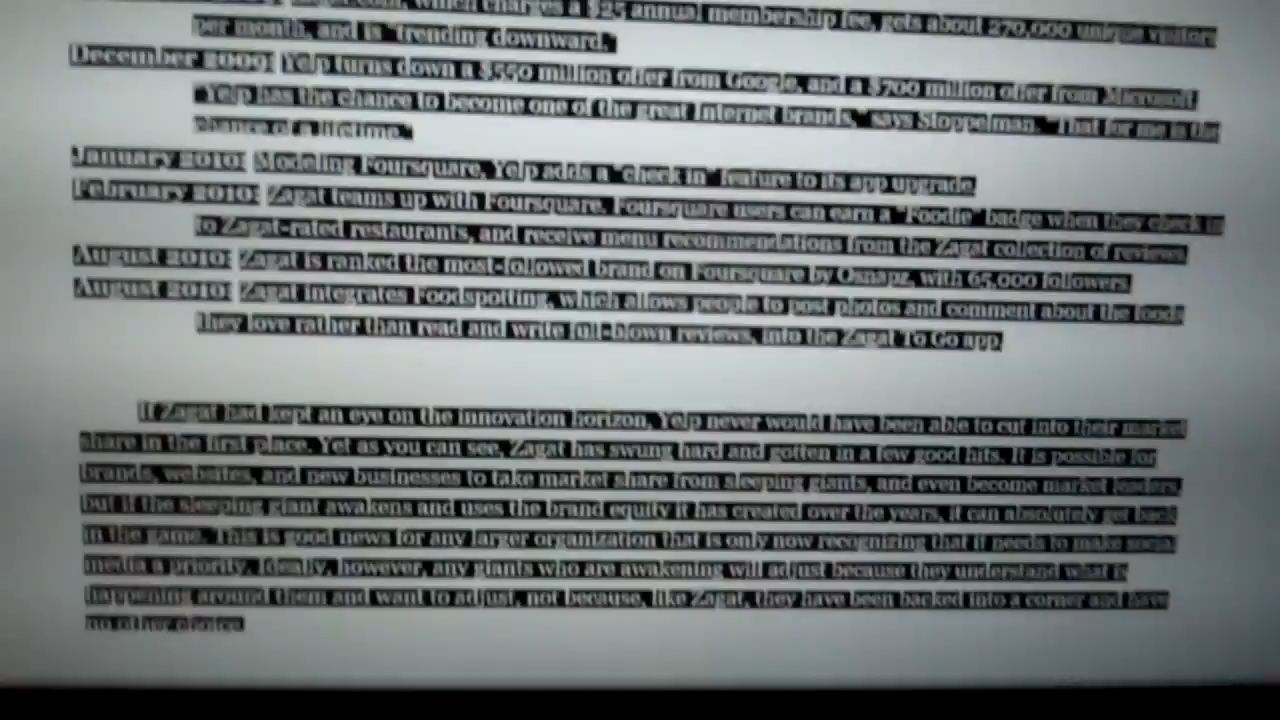 which charges a $25 annual membership fee, gets about 270,000 unique visitors
per month, and is "trending downward."
December 2009: Yelp turns down a $550 million offer from Google, and a $700 million offer from Microsoft.
"Yelp has the chance to become one of the great Internet brands," says Stoppelman. "That for me is the
chance of a lifetime."
January 2010: Modeling Foursquare, Yelp adds a "check in" feature to its app upgrade.
February 2010: Zagat teams up with Foursquare. Foursquare users can earn a "Foodie" badge when they check in
to Zagat-rated restaurants, and receive menu recommendations from the Zagat collection of reviews.
August 2010: Zagat is ranked the most-followed brand on Foursquare by Osnapz, with 65,000 followers.
August 2010: Zagat integrates Foodspotting, which allows people to post photos and comment about the foods
they love rather than read and write full-blown reviews, into the Zagat To Go app.
If Zagat had kept an eye on the innovation horizon, Yelp never would have been able to cut into their market
share in the first place. Yet as you can see, Zagat has swung hard and gotten in a few good hits. It is possible for
brands, websites, and new businesses to take market share from sleeping giants, and even become market leaders,
but if the sleeping giant awakens and uses the brand equity it has created over the years, it can absolutely get back
in the game. This is good news for any larger organization that is only now recognizing that it needs to make social
media a priority. Ideally, however, any giants who are awakening will adjust because they understand what is
happening around them and want to adjust, not because, like Zagat, they have been backed into a corner and have
no other choice.